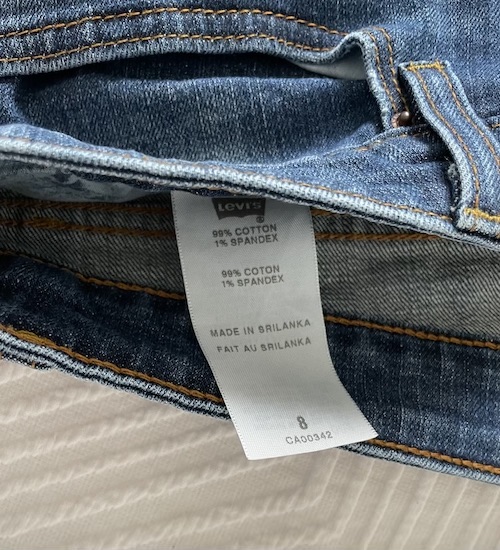 Levi's
®
99% COTTON
1% SPANDEX
99% COTON
1% SPANDEX
MADE IN SRILANKA
FAIT AU SRILANKA
8
CA00342